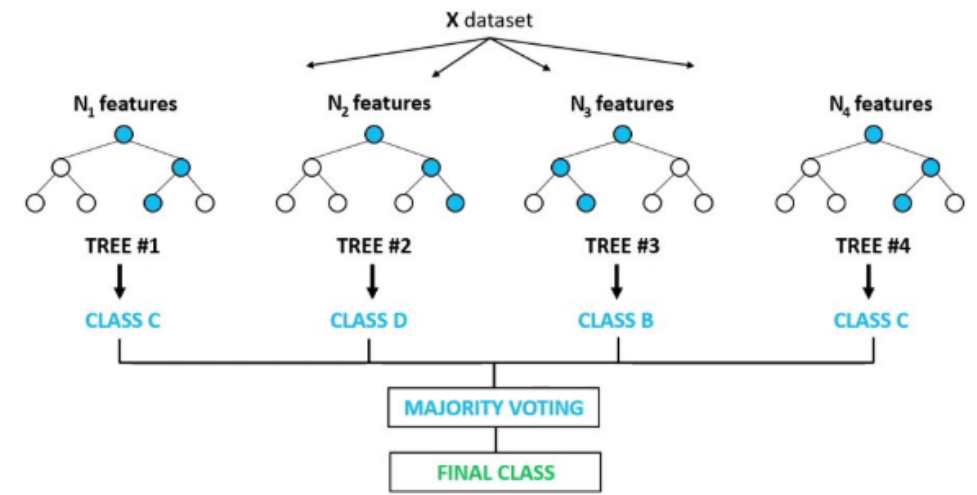 X dataset
N₁ features
N₂ features
N₃ features
N₄ features
TREE #1
TREE #2
TREE #3
TREE #4
CLASS C
CLASS D
CLASS B
CLASS C
MAJORITY VOTING
FINAL CLASS